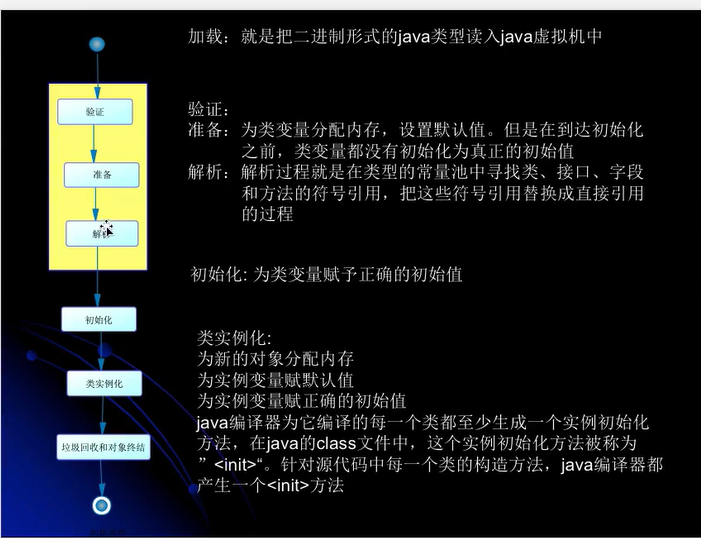 加载：就是把二进制形式的java类型读入java虚拟机中
验证：
准备：为类变量分配内存，设置默认值。但是在到达初始化
之前，类变量都没有初始化为真正的初始值
解析：解析过程就是在类型的常量池中寻找类、接口、字段
和方法的符号引用，把这些符号引用替换成直接引用
的过程
初始化: 为类变量赋予正确的初始值
类实例化:
为新的对象分配内存
为实例变量赋默认值
为实例变量赋正确的初始值
java编译器为它编译的每一个类都至少生成一个实例初始化
方法，在java的class文件中，这个实例初始化方法被称为
”<init>“。针对源代码中每一个类的构造方法，java编译器都
产生一个<init>方法
验证
准备
解析
初始化
类实例化
垃圾回收和对象终结